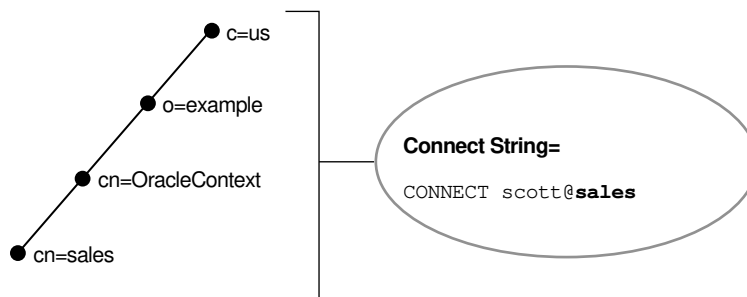 c=us
o=example
cn=OracleContext
cn=sales
Connect String=
CONNECT scott@sales